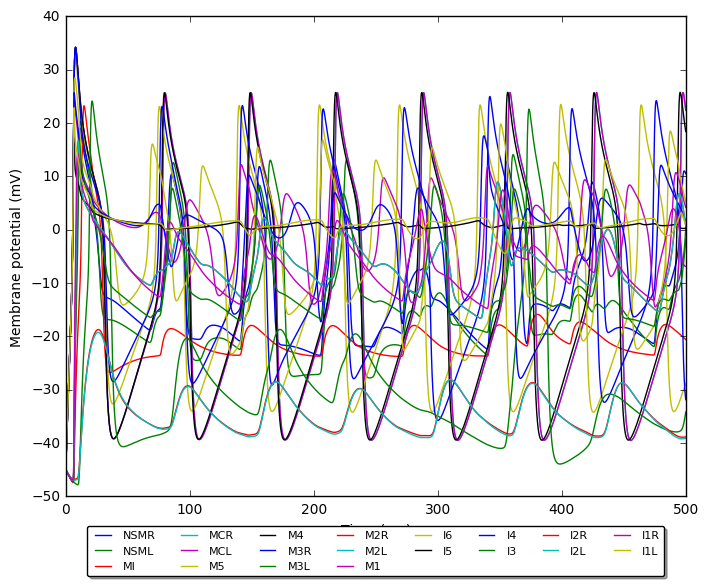 40
30
20
10
0
−10
−20
−30
−40
−50
Membrane potential (mV)
0 100 200 300 400 500
NSMR MCR M4 M2R I6 I4 I2R I1R
NSML MCL M3R M2L I5 I3 I2L I1L
MI M5 M3L M1